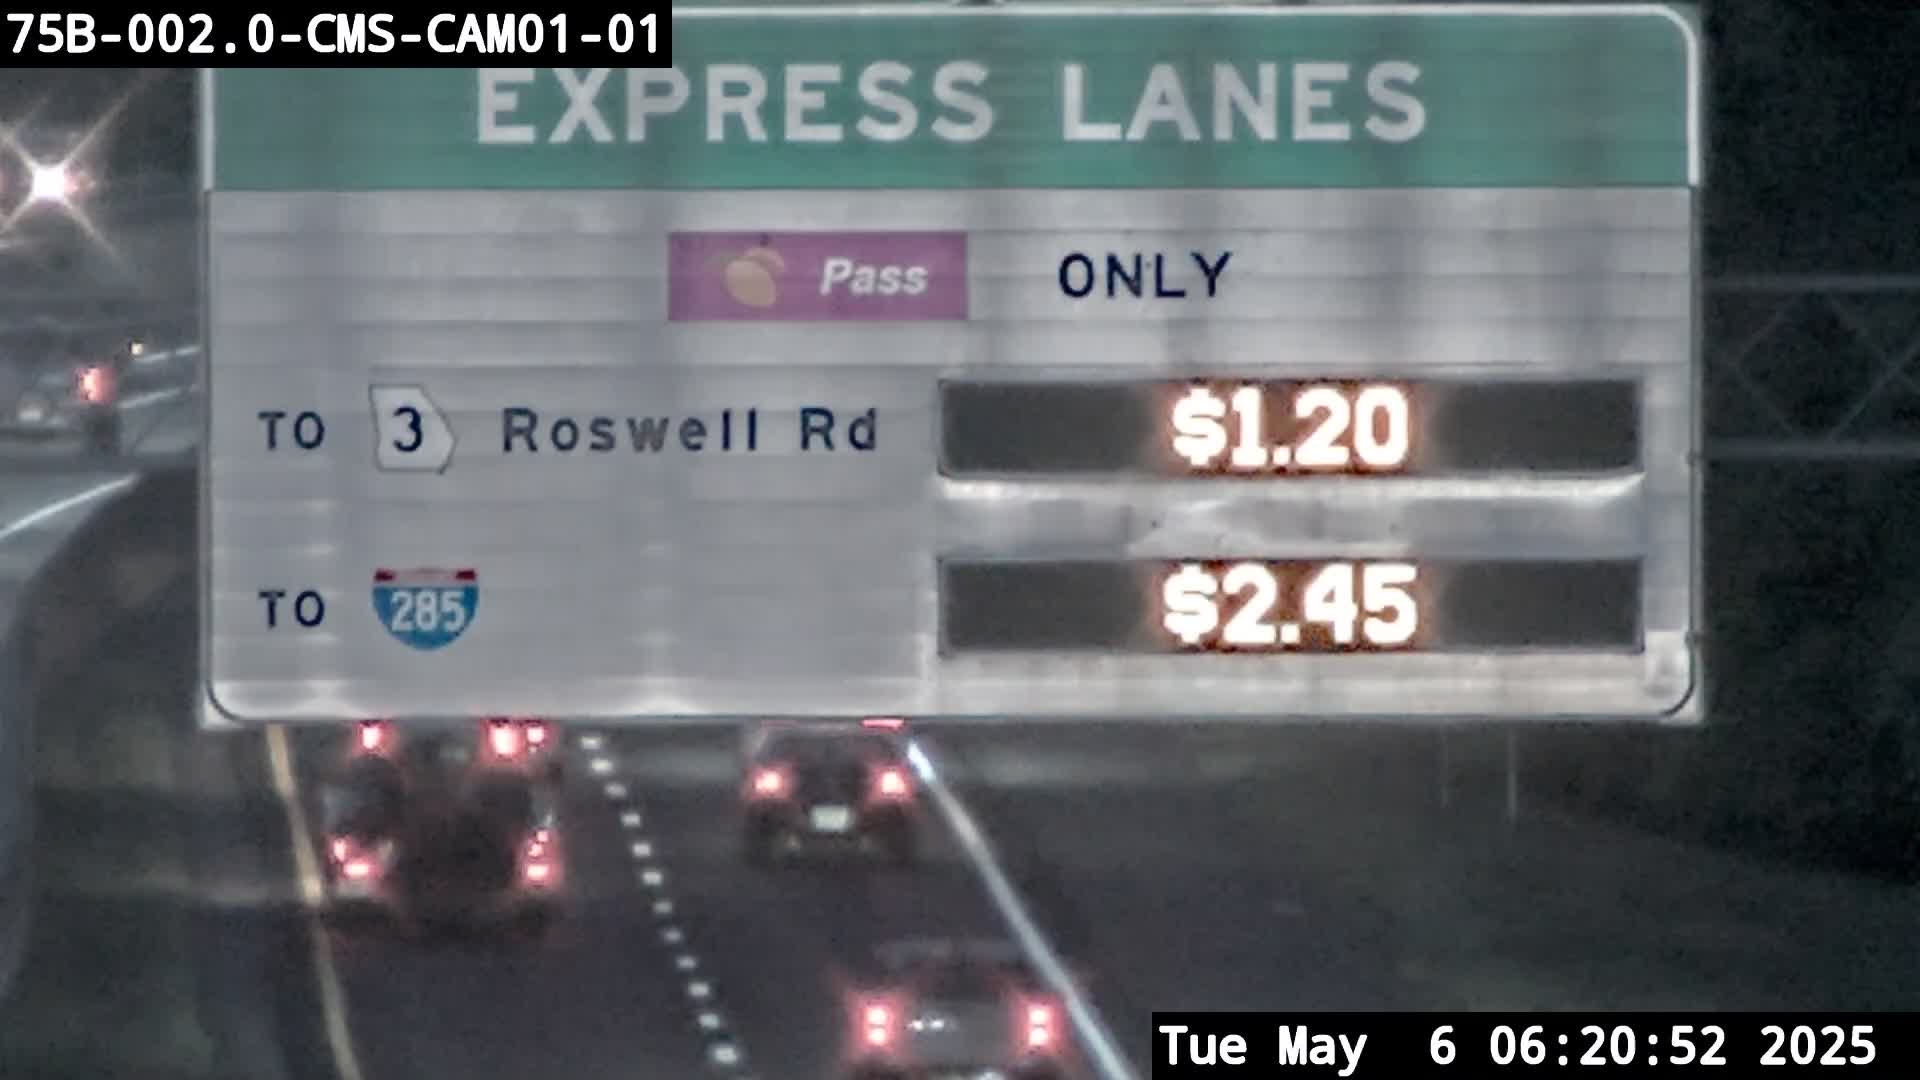 75B-002.0-CMS-CAM01-01
EXPRESS LANES
Pass ONLY
TO 3 Roswell Rd $1.20
TO 285 $2.45
Tue May 6 06:20:52 2025